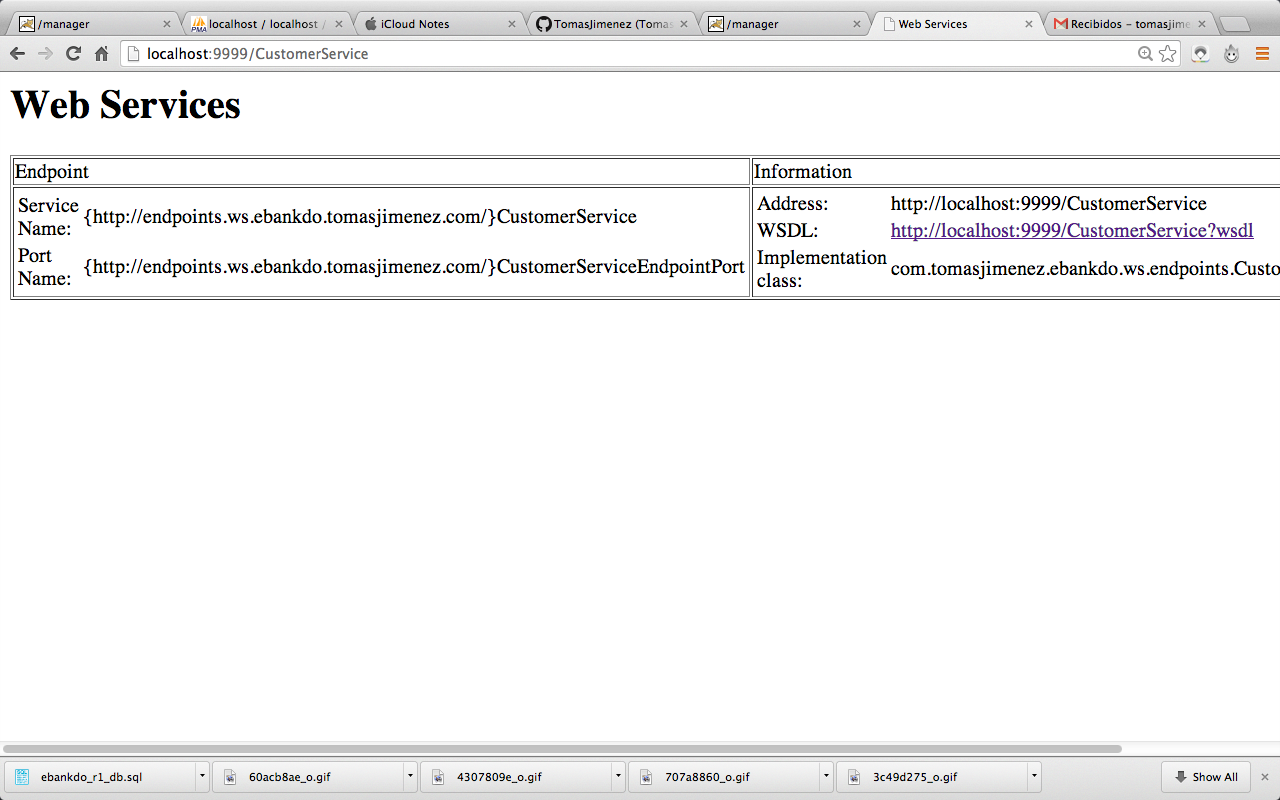 /manager
localhost / localhost /
iCloud Notes
TomasJimenez (Tomas
/manager
Web Services
Recibidos – tomasjime
localhost:9999/CustomerService
Web Services
Endpoint
Information
Service Name:
{http://endpoints.ws.ebankdo.tomasjimenez.com/}CustomerService
Port Name:
{http://endpoints.ws.ebankdo.tomasjimenez.com/}CustomerServiceEndpointPort
Address:
http://localhost:9999/CustomerService
WSDL:
http://localhost:9999/CustomerService?wsdl
Implementation class:
com.tomasjimenez.ebankdo.ws.endpoints.Custo
ebankdo_r1_db.sql
60acb8ae_o.gif
4307809e_o.gif
707a8860_o.gif
3c49d275_o.gif
Show All
PMA